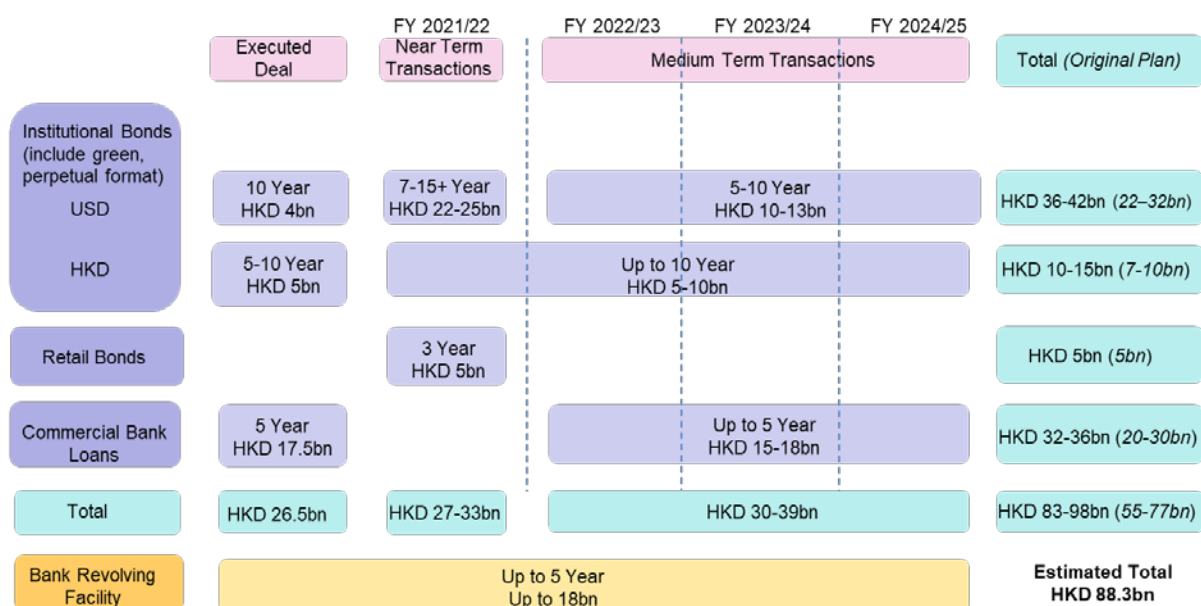 FY 2021/22
FY 2022/23
FY 2023/24
FY 2024/25
Executed
Deal
Near Term
Transactions
Medium Term Transactions
Total (Original Plan)
Institutional Bonds
(include green,
perpetual format)
USD
10 Year
HKD 4bn
7-15+ Year
HKD 22-25bn
5-10 Year
HKD 10-13bn
HKD 36-42bn (22–32bn)
HKD
5-10 Year
HKD 5bn
Up to 10 Year
HKD 5-10bn
HKD 10-15bn (7-10bn)
Retail Bonds
3 Year
HKD 5bn
HKD 5bn (5bn)
Commercial Bank
Loans
5 Year
HKD 17.5bn
Up to 5 Year
HKD 15-18bn
HKD 32-36bn (20-30bn)
Total
HKD 26.5bn
HKD 27-33bn
HKD 30-39bn
HKD 83-98bn (55-77bn)
Bank Revolving
Facility
Up to 5 Year
Up to 18bn
Estimated Total
HKD 88.3bn